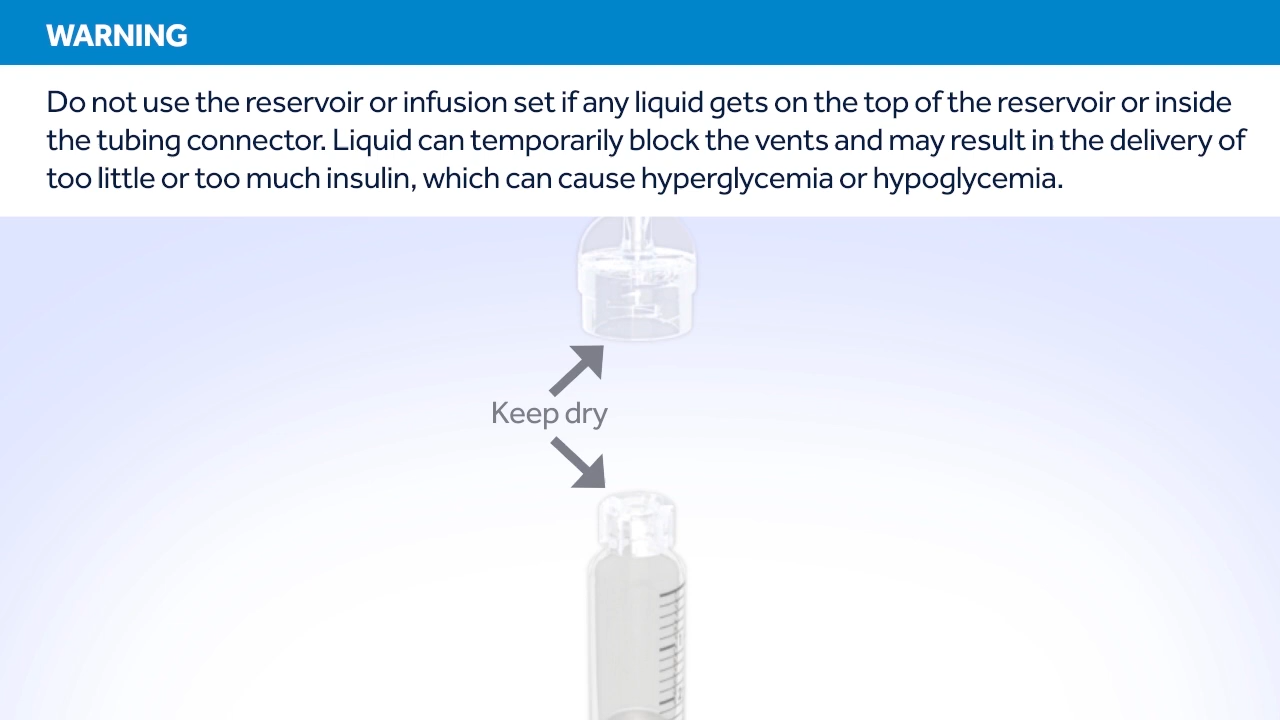 WARNING
Do not use the reservoir or infusion set if any liquid gets on the top of the reservoir or inside
the tubing connector. Liquid can temporarily block the vents and may result in the delivery of
too little or too much insulin, which can cause hyperglycemia or hypoglycemia.
Keep dry